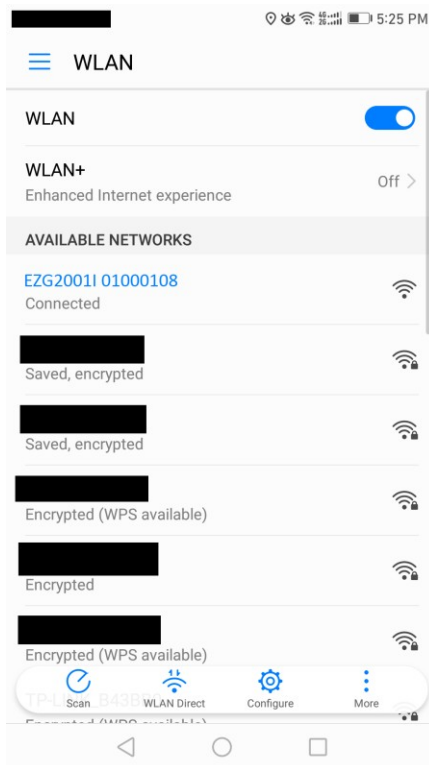 5:25 PM
WLAN
WLAN
WLAN+
Enhanced Internet experience
Off
AVAILABLE NETWORKS
EZG2001I 01000108
Connected
Saved, encrypted
Saved, encrypted
Encrypted (WPS available)
Encrypted
Encrypted (WPS available)
Scan
WLAN Direct
Configure
More